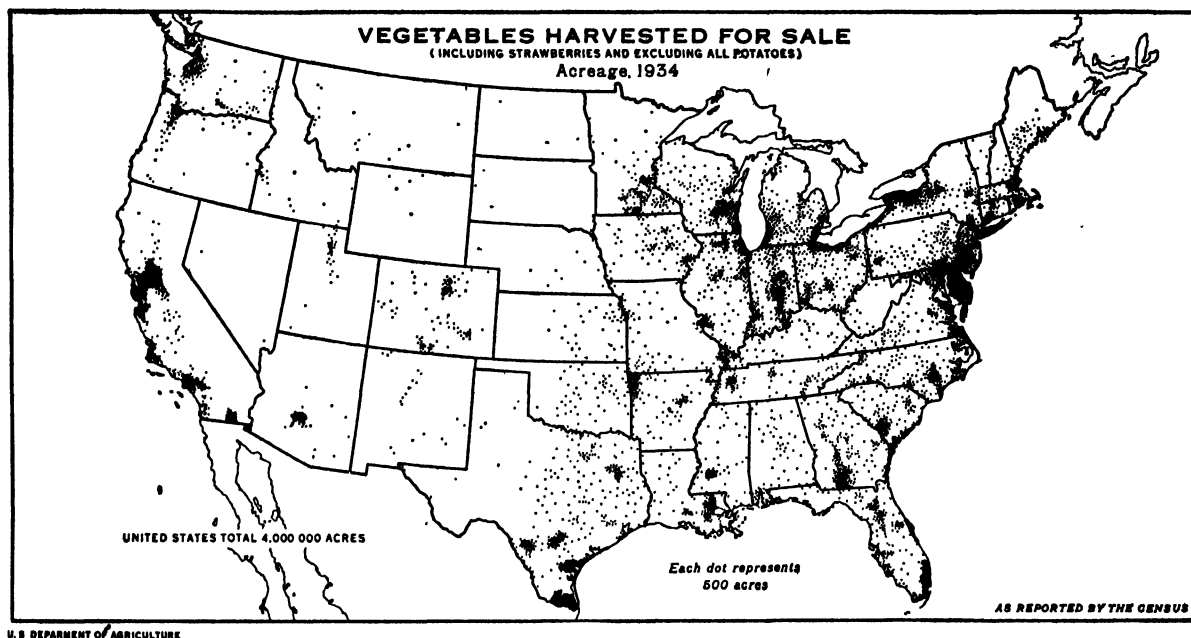 VEGETABLES HARVESTED FOR SALE
(INCLUDING STRAWBERRIES AND EXCLUDING ALL POTATOES)
Acreage, 1934
UNITED STATES TOTAL 4,000 000 ACRES
Each dot represents
500 acres
AS REPORTED BY THE CENSUS
U.S DEPARMENT OF AGRICULTURE